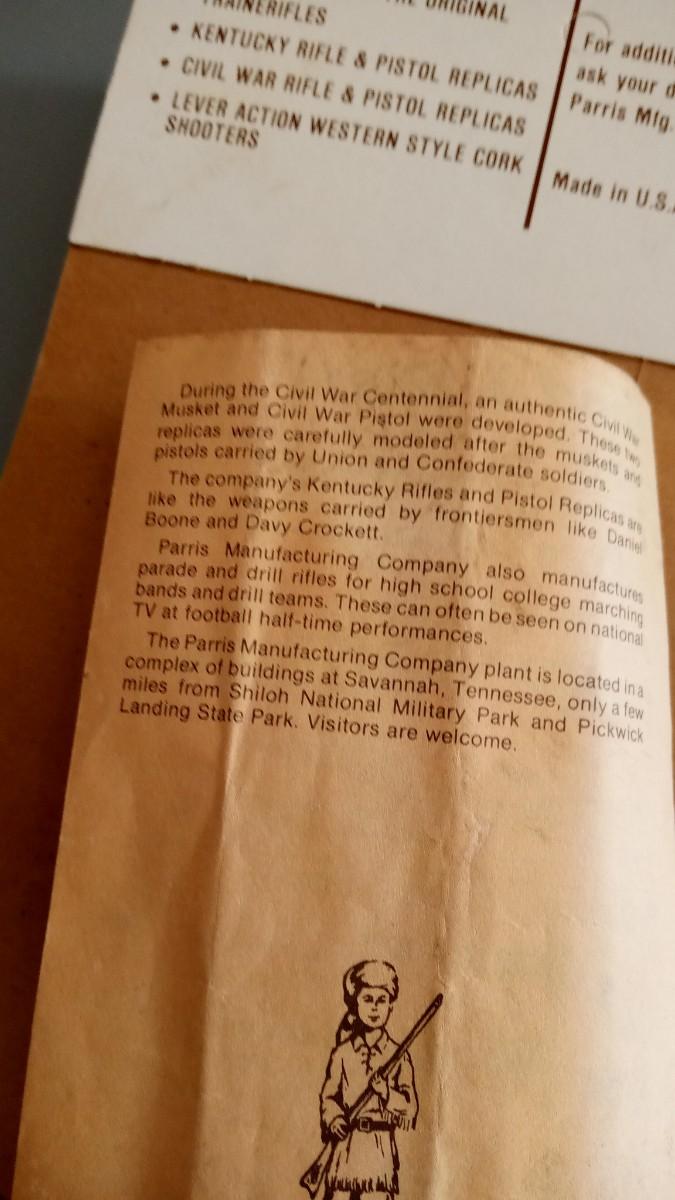 ORIGINAL
TRAINERIFLES
• KENTUCKY RIFLE & PISTOL REPLICAS
• CIVIL WAR RIFLE & PISTOL REPLICAS
• LEVER ACTION WESTERN STYLE CORK
SHOOTERS
For additi
ask your d
Parris Mfg.
Made in U.S.
During the Civil War Centennial, an authentic Civil War
Musket and Civil War Pistol were developed. These two
replicas were carefully modeled after the muskets and
pistols carried by Union and Confederate soldiers.
The company's Kentucky Rifles and Pistol Replicas are
like the weapons carried by frontiersmen like Daniel
Boone and Davy Crockett.
Parris Manufacturing Company also manufactures
parade and drill rifles for high school college marching
bands and drill teams. These can often be seen on national
TV at football half-time performances.
The Parris Manufacturing Company plant is located in a
complex of buildings at Savannah, Tennessee, only a few
miles from Shiloh National Military Park and Pickwick
Landing State Park. Visitors are welcome.